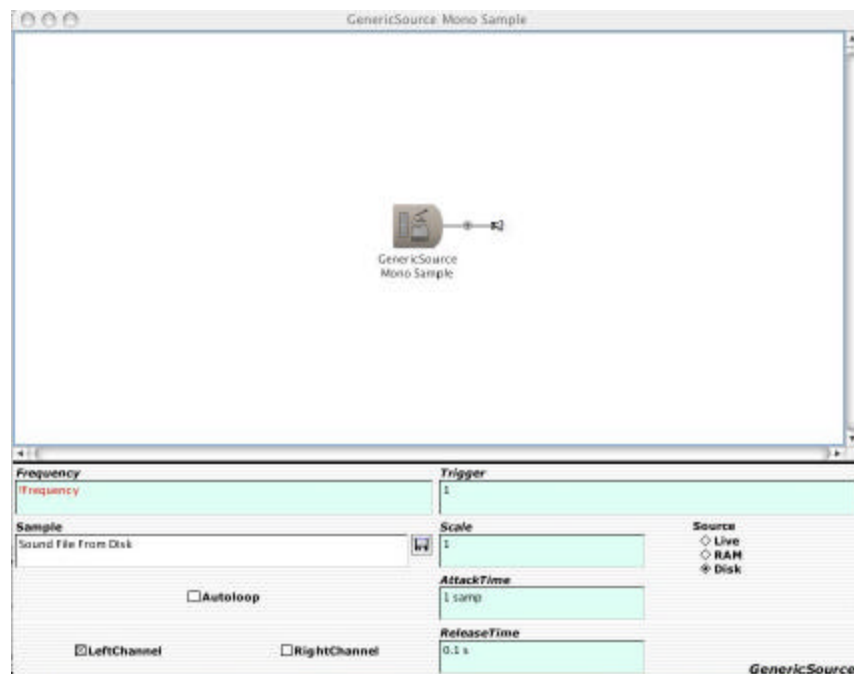 GenericSource Mono Sample
GenericSource
Mono Sample
Frequency
!Frequency
Trigger
1
Sample
Sound File From Disk
Scale
1
Source
Live
RAM
Disk
Autoloop
AttackTime
1 samp
LeftChannel
RightChannel
ReleaseTime
0.1 s
GenericSource